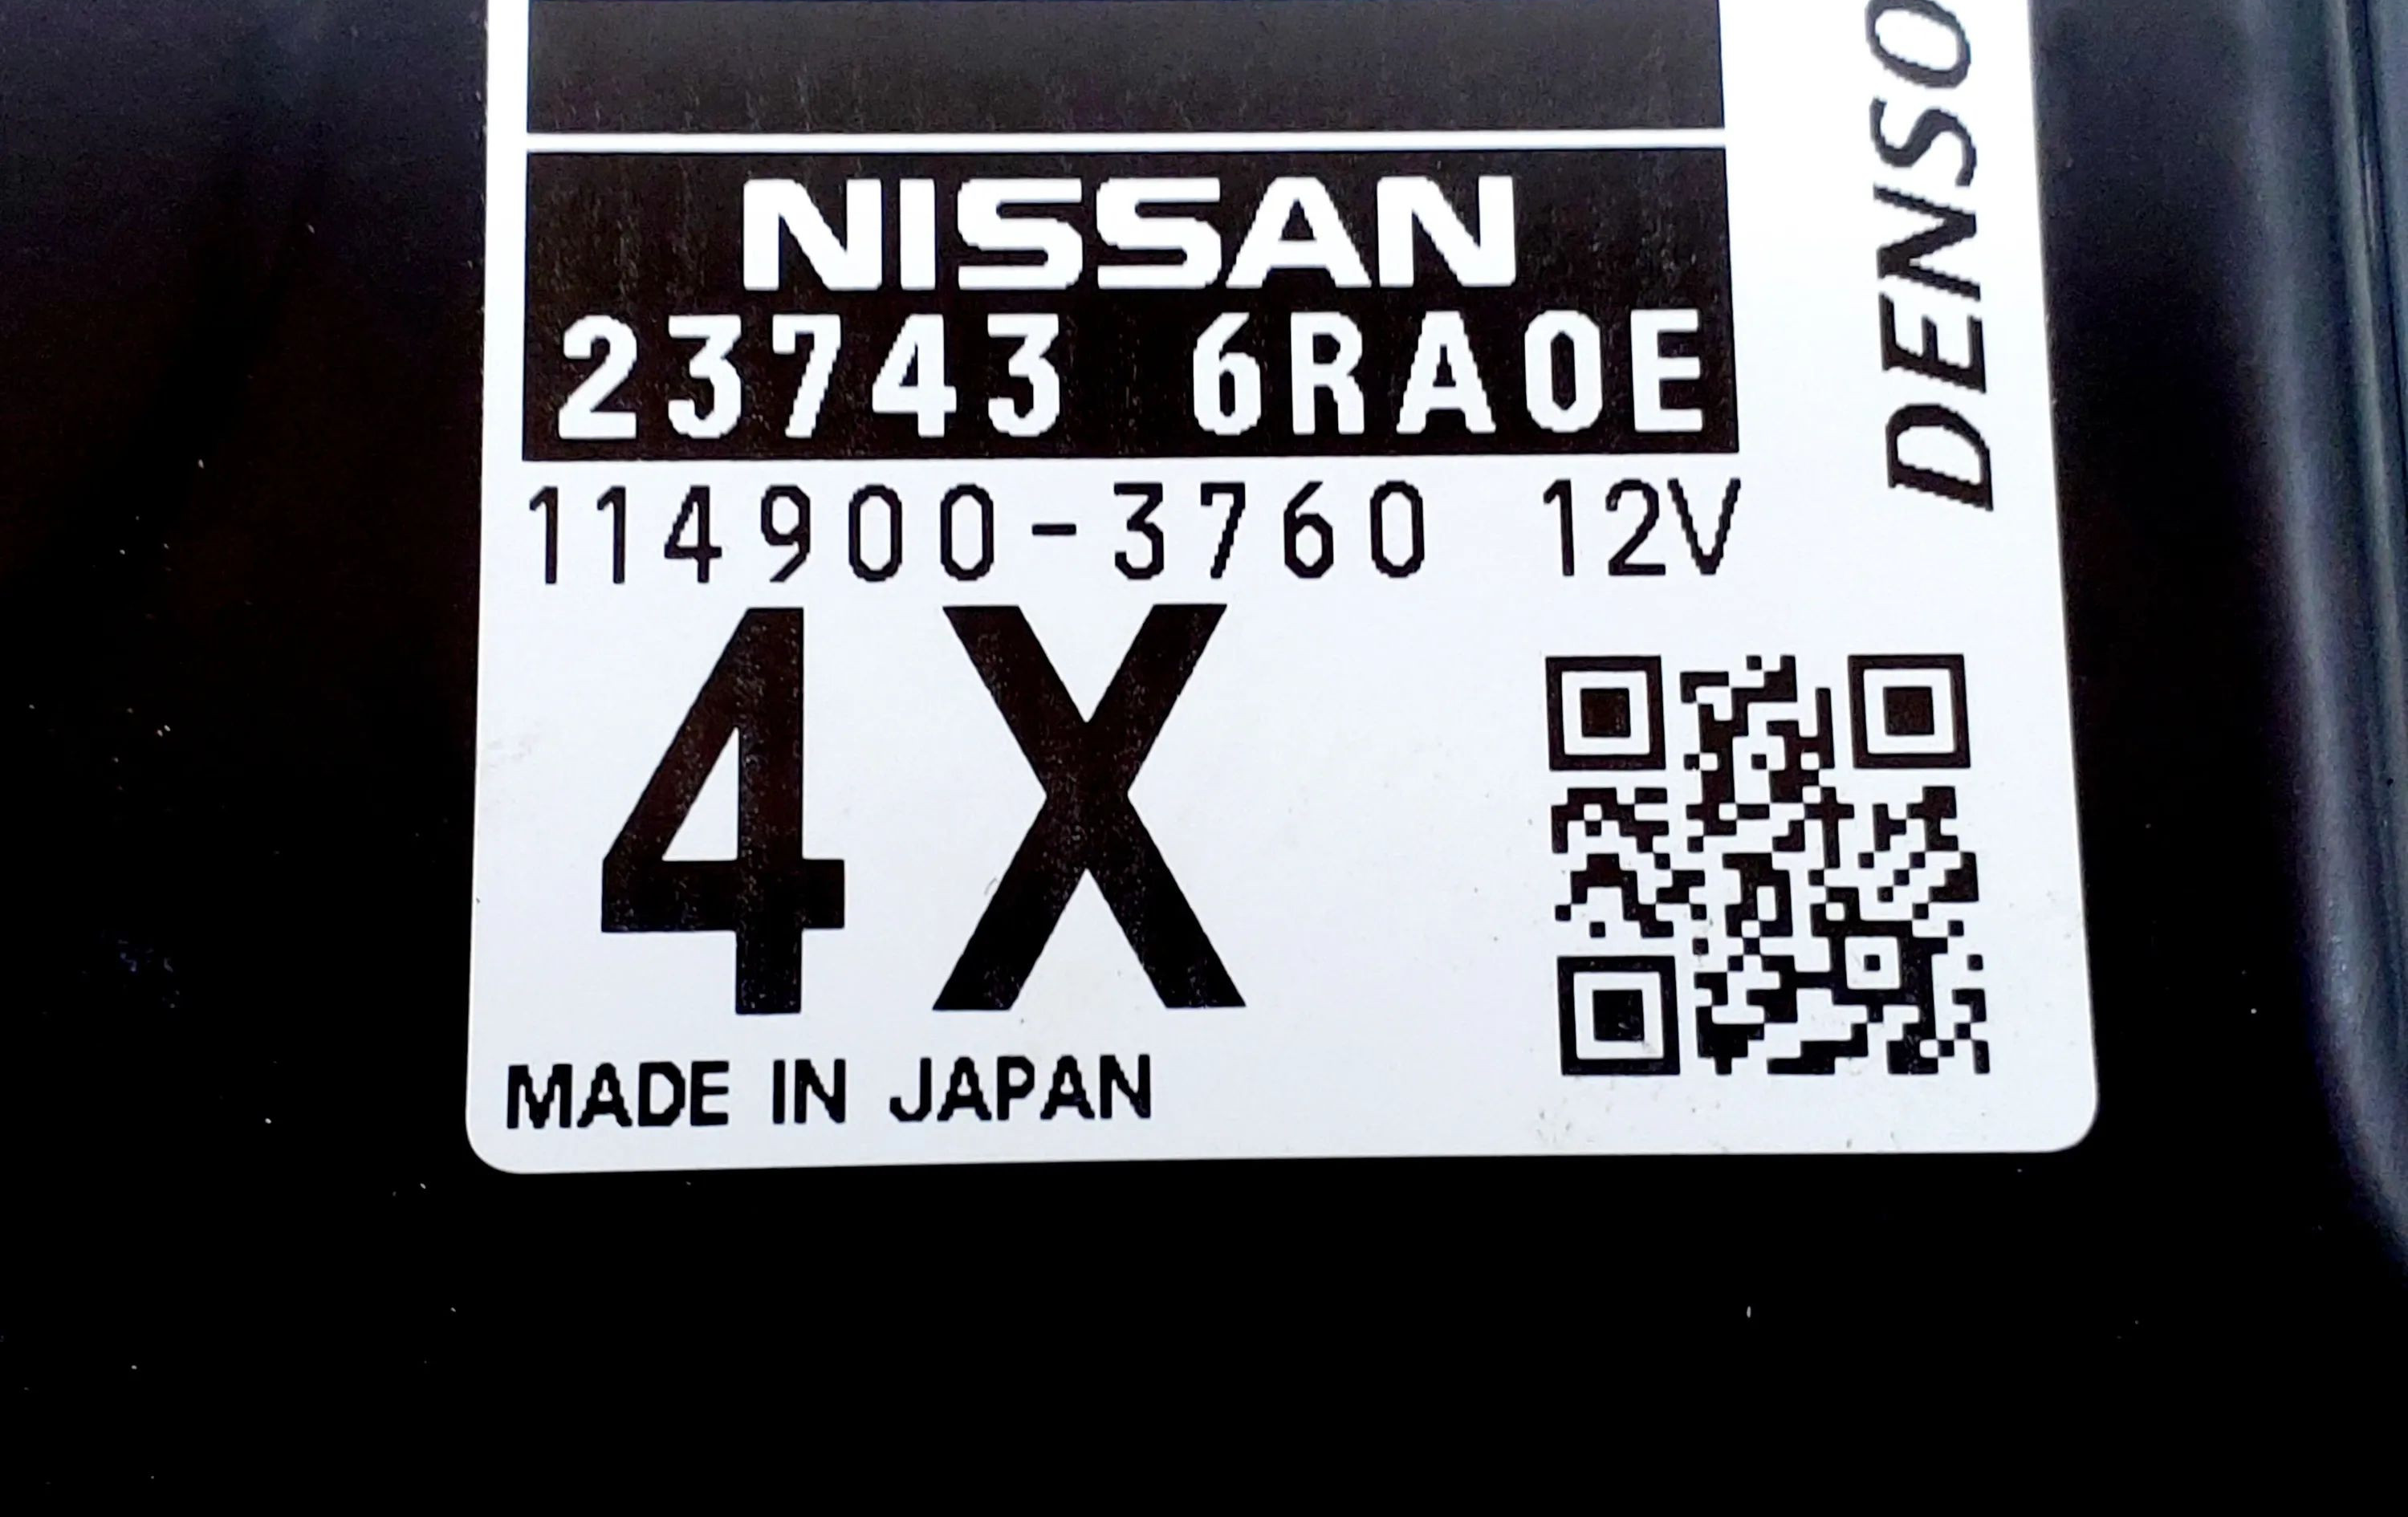 NISSAN
23743 6RA0E
114900-3760 12V
4X
MADE IN JAPAN
DENSO